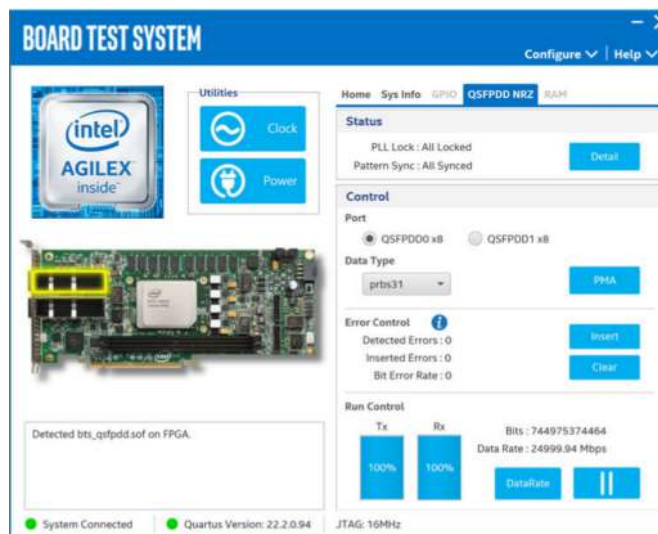 BOARD TEST SYSTEM
Configure | Help
intel
AGILEX
inside
Utilities
Clock
Power
Home Sys Info GPIO QSFPDD NRZ RAM
Status
PLL Lock : All Locked
Pattern Sync : All Synced
Detail
Control
Port
QSFPDD0 x8 QSFPDD1 x8
Data Type
prbs31
PMA
Error Control
Detected Errors : 0
Inserted Errors : 0
Bit Error Rate : 0
Insert
Clear
Run Control
Tx Rx
100% 100%
Bits : 744975374464
Data Rate : 24999.94 Mbps
DataRate
Detected bts_qsfpdd.sof on FPGA.
System Connected Quartus Version: 22.2.0.94 JTAG: 16MHz